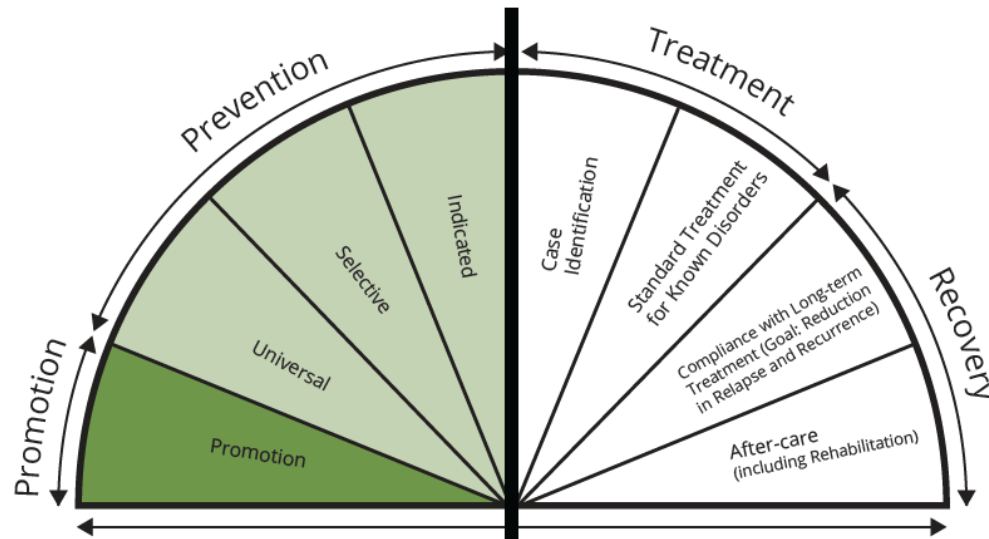 Promotion
Prevention
Treatment
Recovery
Promotion
Universal
Selective
Indicated
Case
Identification
Standard Treatment
for Known Disorders
Compliance with Long-term
Treatment (Goal: Reduction
in Relapse and Recurrence)
After-care
(including Rehabilitation)